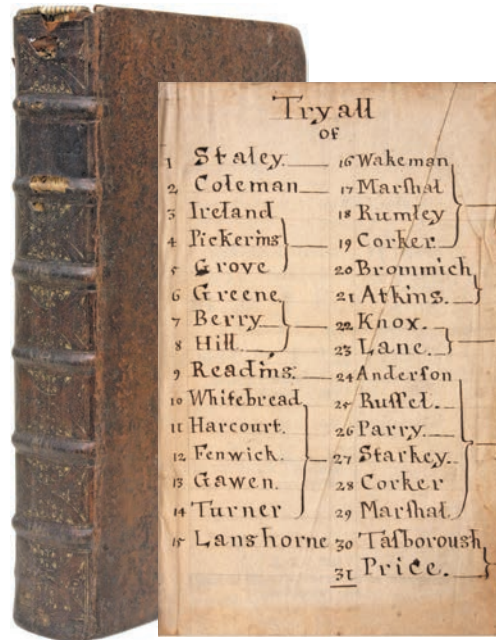 Tryall
of
1 Staley.
2 Coleman
3 Ireland
4 Pickering
5 Grove
6 Greene
7 Berry
8 Hill.
9 Reading.
10 Whitebread
11 Harcourt.
12 Fenwick.
13 Gawen.
14 Turner
15 Langhorne
16 Wakeman
17 Marshal
18 Rumley
19 Corker
20 Brommich
21 Atkins.
22 Knox.
23 Lane.
24 Anderſon
25 Ruſſel.
26 Parry
27 Starkey.
28 Corker
29 Marshal
30 Taſborough
31 Price.